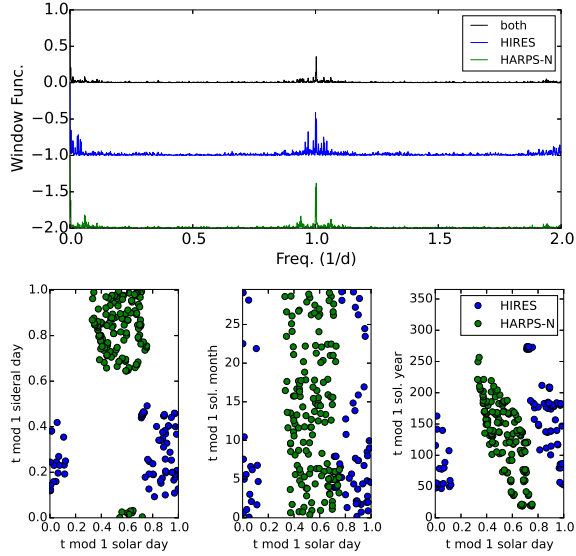 1.0
0.5
0.0
−0.5
−1.0
−1.5
−2.0
Window Func.
both
HIRES
HARPS-N
0.0 0.5 1.0 1.5 2.0
Freq. (1/d)
1.0
0.8
0.6
0.4
0.2
0.0
t mod 1 sideral day
0.0 0.2 0.4 0.6 0.8 1.0
t mod 1 solar day
25
20
15
10
5
0
t mod 1 sol. month
0.0 0.2 0.4 0.6 0.8 1.0
t mod 1 solar day
350
300
250
200
150
100
50
0
t mod 1 sol. year
HIRES
HARPS-N
0.0 0.2 0.4 0.6 0.8 1.0
t mod 1 solar day